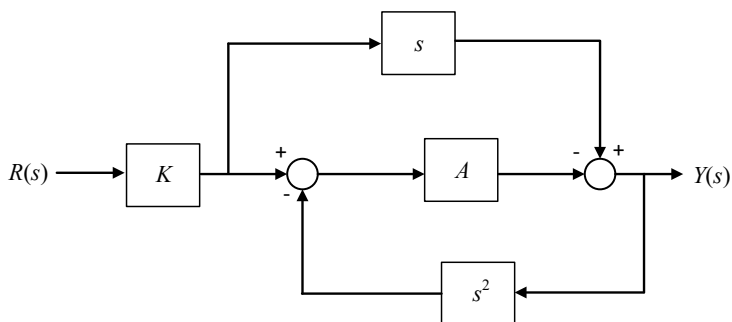 s
R(s)
K
+
-
A
-
+
Y(s)
s²